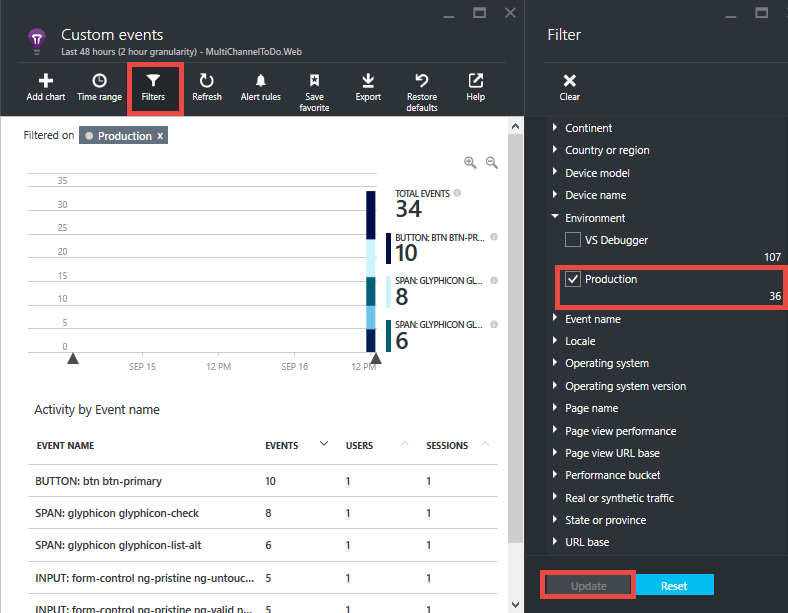 Custom events
Last 48 hours (2 hour granularity) - MultiChannelToDo.Web
Add chart
Time range
Filters
Refresh
Alert rules
Save favorite
Export
Restore defaults
Help
Filtered on
Production x
35
30
25
20
15
10
5
0
SEP 15
12 PM
SEP 16
12 PM
TOTAL EVENTS
34
BUTTON: BTN BTN-PR...
10
SPAN: GLYPHICON GL...
8
SPAN: GLYPHICON GL...
6
Activity by Event name
EVENT NAME EVENTS USERS SESSIONS
BUTTON: btn btn-primary 10 1 1
SPAN: glyphicon glyphicon-check 8 1 1
SPAN: glyphicon glyphicon-list-alt 6 1 1
INPUT: form-control ng-pristine ng-untouc... 5 1 1
INPUT: form-control ng-pristine ng-valid n... 5 1 1
Filter
Clear
Continent
Country or region
Device model
Device name
Environment
VS Debugger
107
Production
36
Event name
Locale
Operating system
Operating system version
Page name
Page view performance
Page view URL base
Performance bucket
Real or synthetic traffic
State or province
URL base
Update
Reset